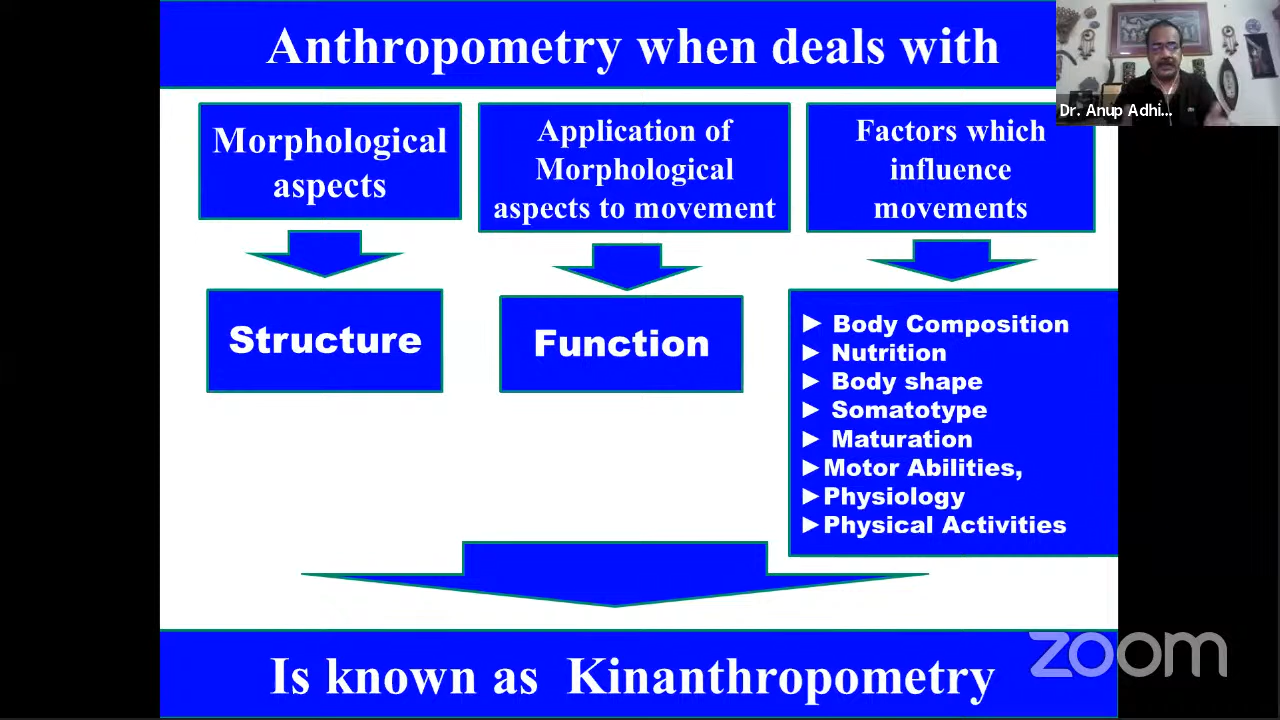 Anthropometry when deals with
Dr. Anup Adhi...
Morphological
aspects
Application of
Morphological
aspects to movement
Factors which
influence
movements
Structure
Function
► Body Composition
► Nutrition
► Body shape
► Somatotype
► Maturation
►Motor Abilities,
►Physiology
►Physical Activities
Is known as Kinanthropometry
zoom